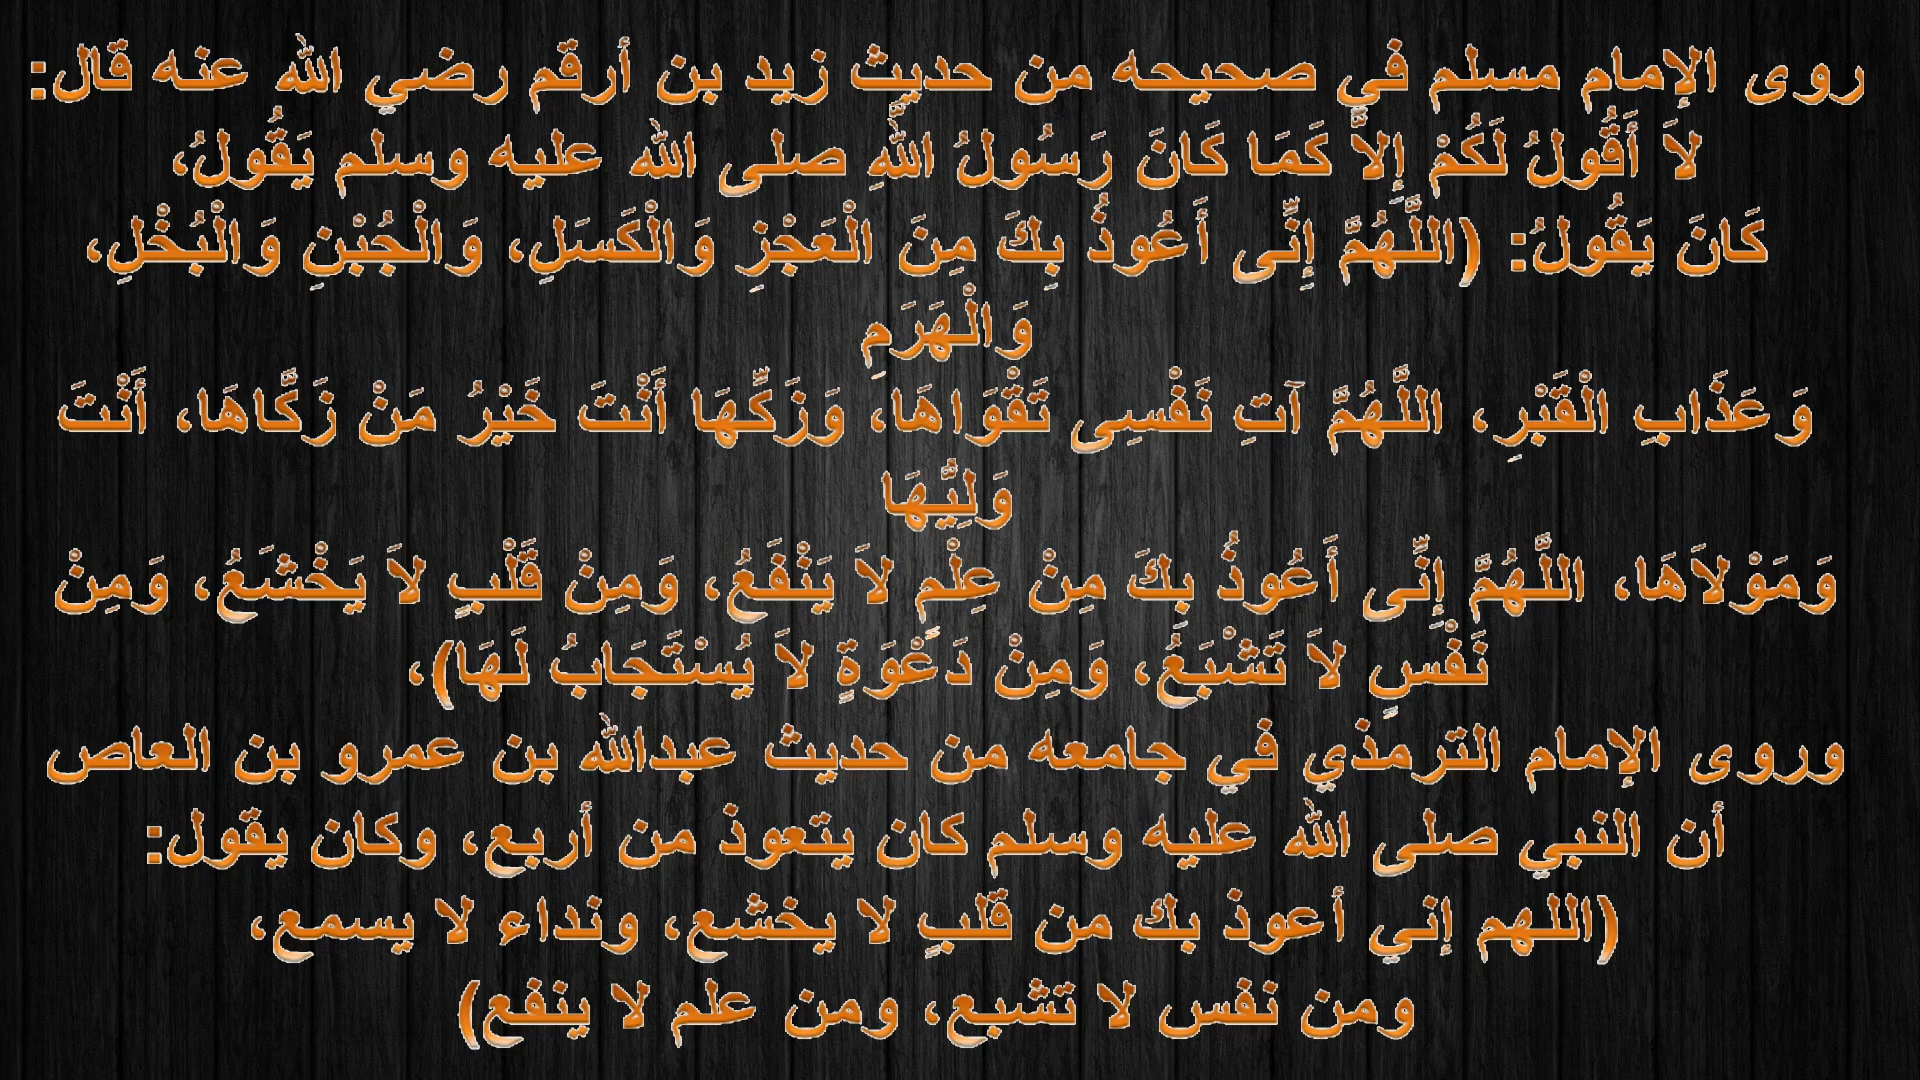 روى الإمام مسلم في صحيحه من حديث زيد بن أرقم رضي الله عنه قال:
لاَ أَقُولُ لَكُمْ إِلاَّ كَمَا كَانَ رَسُولُ اللَّهِ صلى الله عليه وسلم يَقُولُ،
كَانَ يَقُولُ: (اللَّهُمَّ إِنِّى أَعُوذُ بِكَ مِنَ الْعَجْزِ وَالْكَسَلِ، وَالْجُبْنِ وَالْبُخْلِ،
وَالْهَرَمِ
وَعَذَابِ الْقَبْرِ، اللَّهُمَّ آتِ نَفْسِى تَقْوَاهَا، وَزَكِّهَا أَنْتَ خَيْرُ مَنْ زَكَّاهَا، أَنْتَ
وَلِيُّهَا
وَمَوْلاَهَا، اللَّهُمَّ إِنِّى أَعُوذُ بِكَ مِنْ عِلْمٍ لاَ يَنْفَعُ، وَمِنْ قَلْبٍ لاَ يَخْشَعُ، وَمِنْ
نَفْسٍ لاَ تَشْبَعُ، وَمِنْ دَعْوَةٍ لاَ يُسْتَجَابُ لَهَا)،
وروى الإمام الترمذي في جامعه من حديث عبدالله بن عمرو بن العاص
أن النبي صلى الله عليه وسلم كان يتعوذ من أربع، وكان يقول:
(اللهم إني أعوذ بك من قلبٍ لا يخشع، ونداء لا يسمع،
ومن نفس لا تشبع، ومن علم لا ينفع)